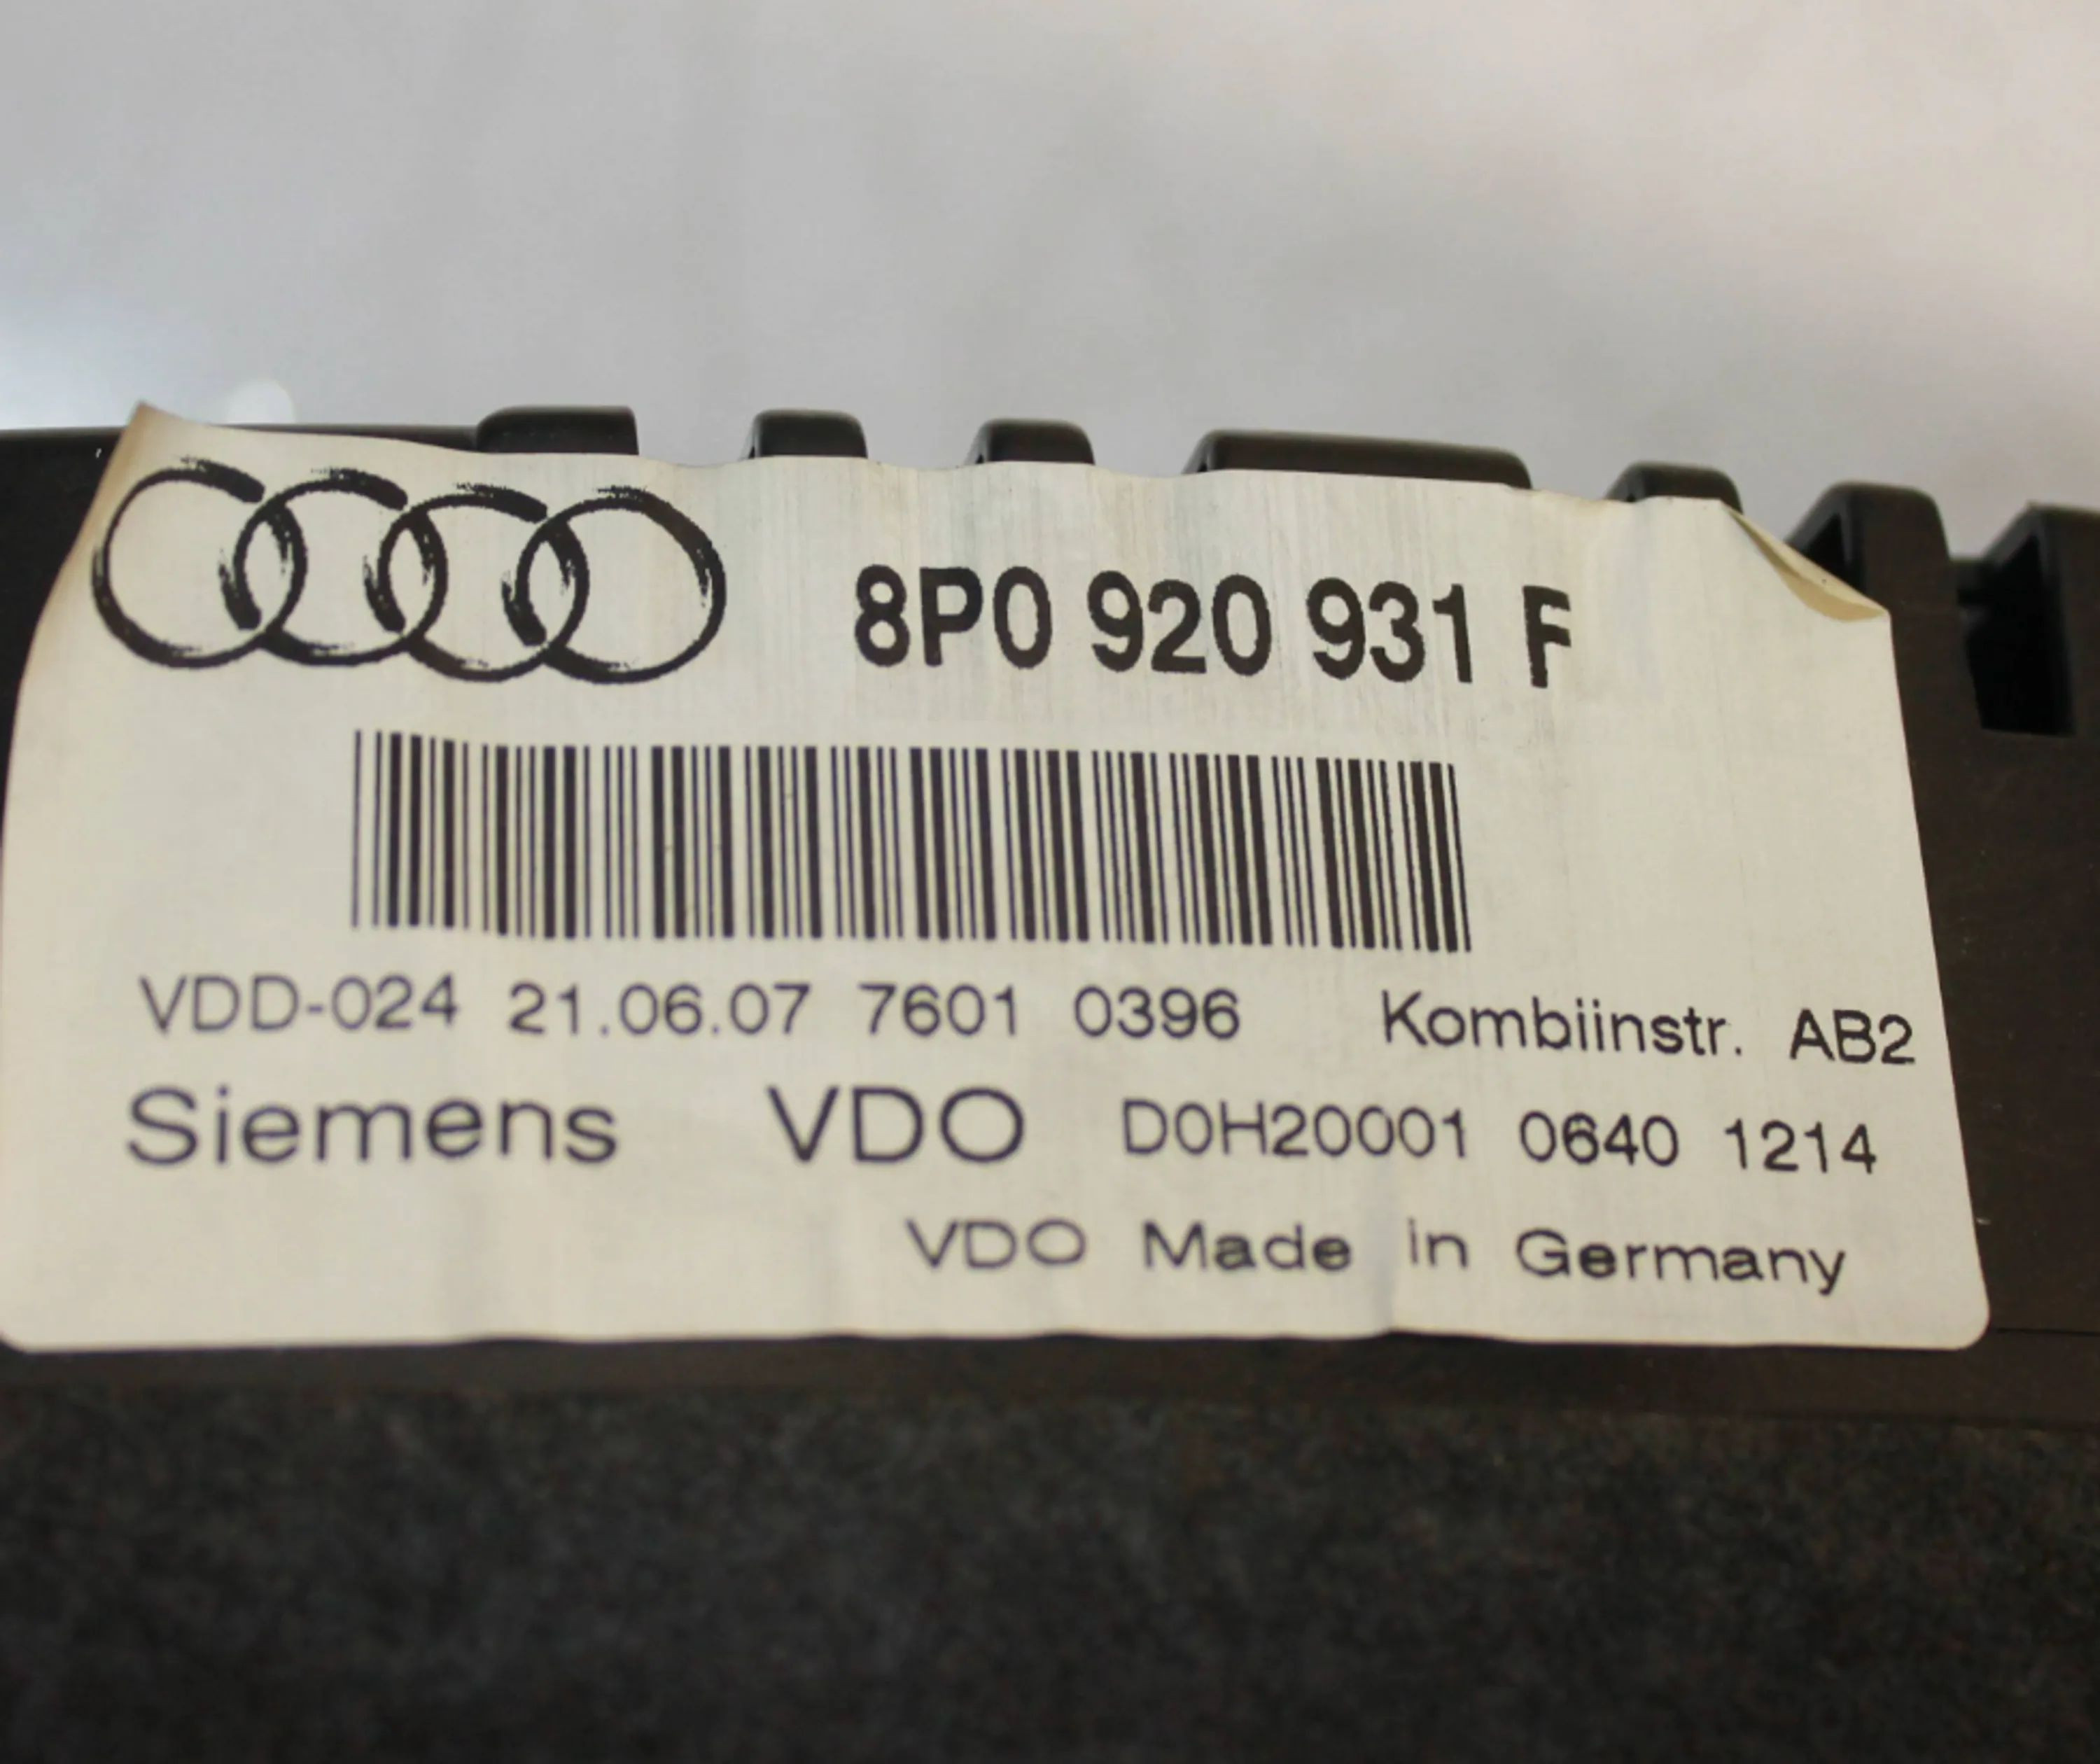 8P0 920 931 F
VDD-024 21.06.07 7601 0396 Kombiinstr. AB2
Siemens VDO D0H20001 0640 1214
VDO Made in Germany